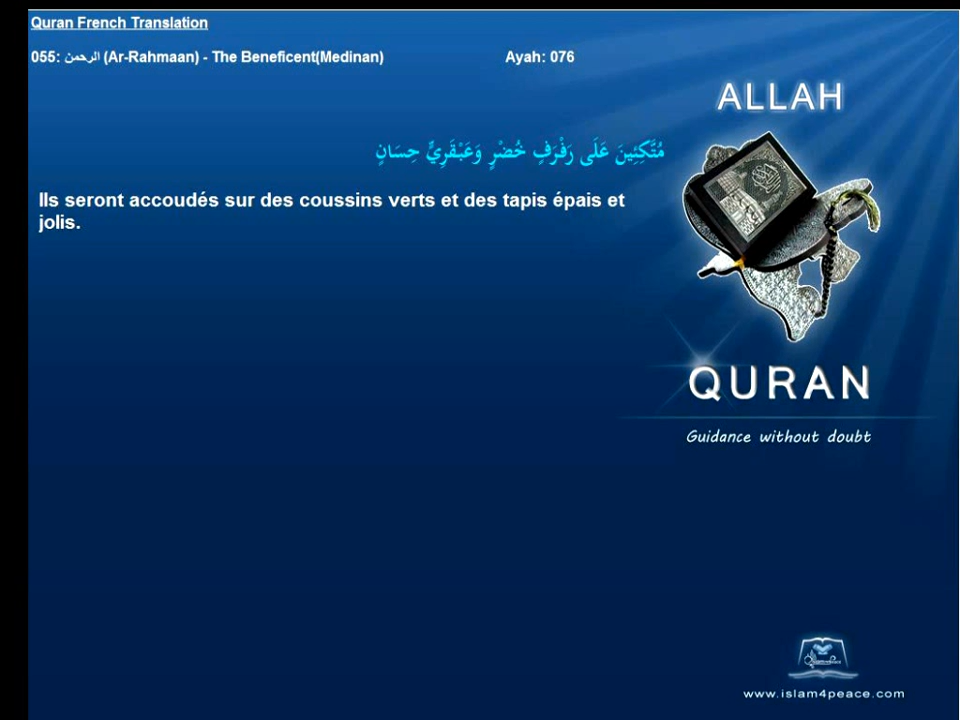 Quran French Translation
055: الرحمن (Ar-Rahmaan) - The Beneficent(Medinan) Ayah: 076
ALLAH
مُتَّكِئِينَ عَلَى رَفْرَفٍ خُضْرٍ وَعَبْقَرِيٍّ حِسَانٍ
Ils seront accoudés sur des coussins verts et des tapis épais et
jolis.
QURAN
Guidance without doubt
www.islam4peace.com